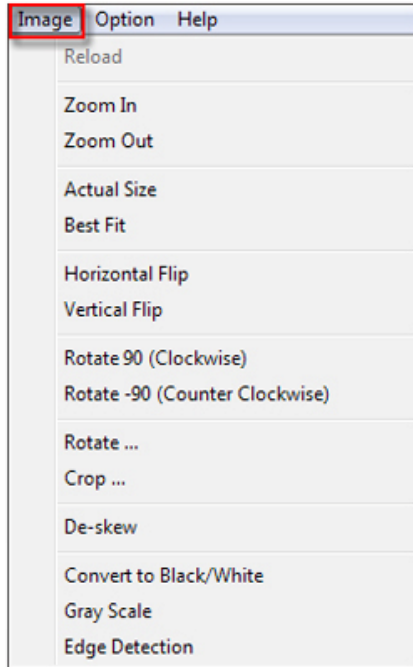 Image Option Help
Reload
Zoom In
Zoom Out
Actual Size
Best Fit
Horizontal Flip
Vertical Flip
Rotate 90 (Clockwise)
Rotate -90 (Counter Clockwise)
Rotate ...
Crop ...
De-skew
Convert to Black/White
Gray Scale
Edge Detection